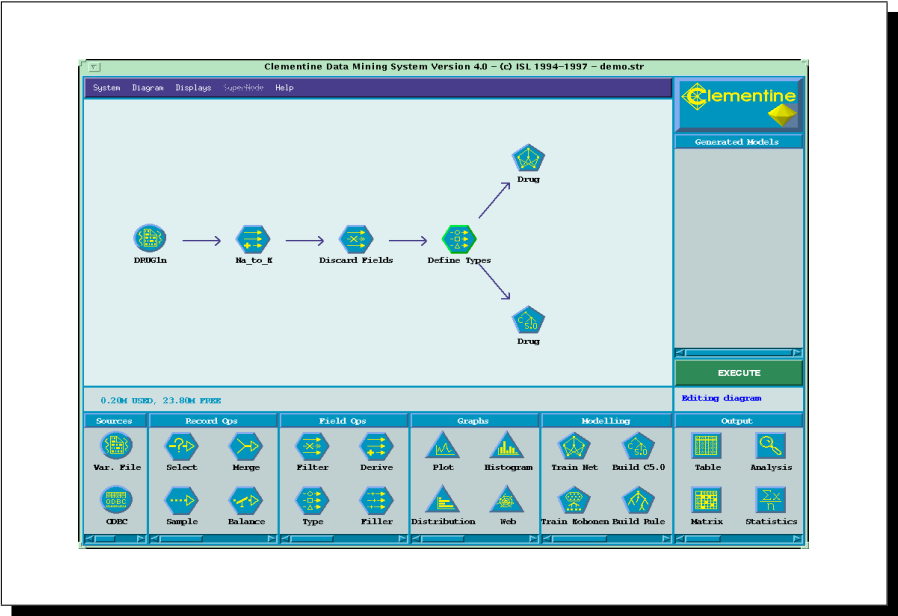 Clementine Data Mining System Version 4.0 – (c) ISL 1994–1997 – demo.str
System Diagram Displays SuperNode Help
Clementine
Generated Models
Drug
DRUG1n Na_to_K Discard Fields Define Types
Drug
EXECUTE
0.20M USED, 23.80M FREE
Editing diagram
Sources Record Ops Field Ops Graphs Modelling Output
Var. File Select Merge Filter Derive Plot Histogram Train Net Build C5.0 Table Analysis
ODBC Sample Balance Type Filler Distribution Web Train Kohonen Build Rule Matrix Statistics